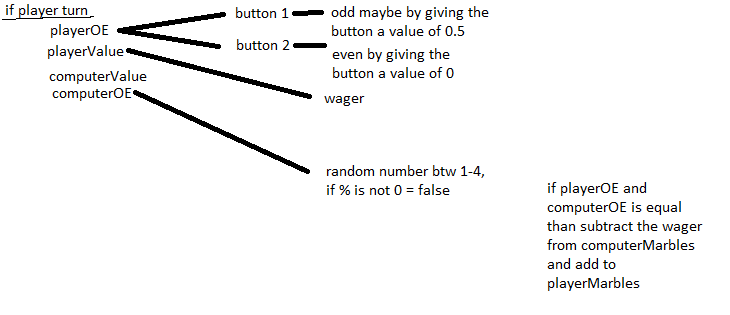 if player turn
playerOE
playerValue
computerValue
computerOE
button 1
odd maybe by giving the
button a value of 0.5
button 2
even by giving the
button a value of 0
wager
random number btw 1-4,
if % is not 0 = false
if playerOE and
computerOE is equal
than subtract the wager
from computerMarbles
and add to
playerMarbles